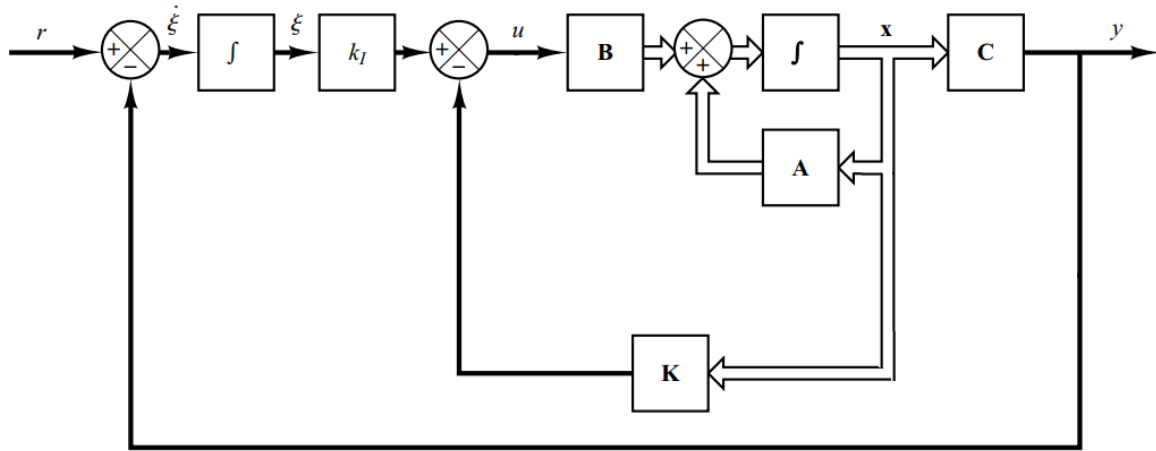 r + − ξ̇ ∫ ξ k_I + − u B + + ∫ x C y
A
K